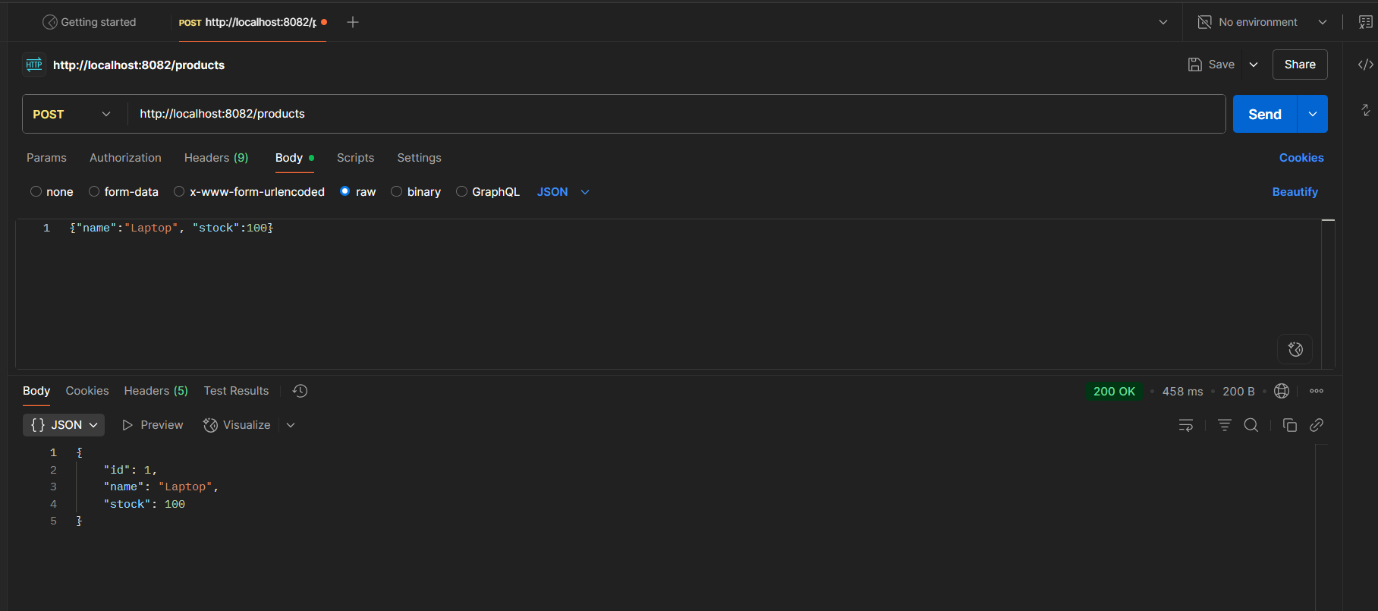 Getting started POST http://localhost:8082/p No environment
HTTP http://localhost:8082/products Save Share
POST http://localhost:8082/products Send
Params Authorization Headers (9) Body Scripts Settings Cookies
none form-data x-www-form-urlencoded raw binary GraphQL JSON Beautify
1 {"name":"Laptop", "stock":100}
Body Cookies Headers (5) Test Results 200 OK 458 ms 200 B
{} JSON Preview Visualize
1 {
2 "id": 1,
3 "name": "Laptop",
4 "stock": 100
5 }